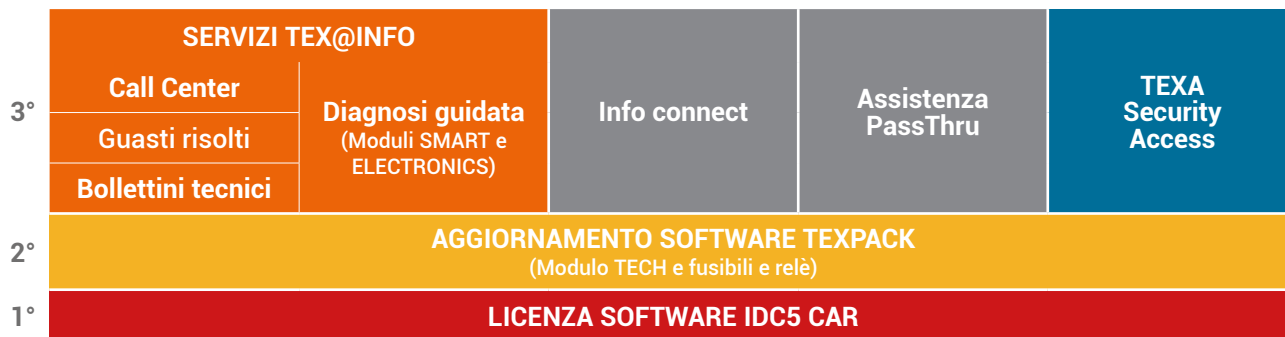 3°
SERVIZI TEX@INFO
Call Center
Guasti risolti
Bollettini tecnici
Diagnosi guidata
(Moduli SMART e
ELECTRONICS)
Info connect
Assistenza
PassThru
TEXA
Security
Access
2°
AGGIORNAMENTO SOFTWARE TEXPACK
(Modulo TECH e fusibili e relè)
1°
LICENZA SOFTWARE IDC5 CAR